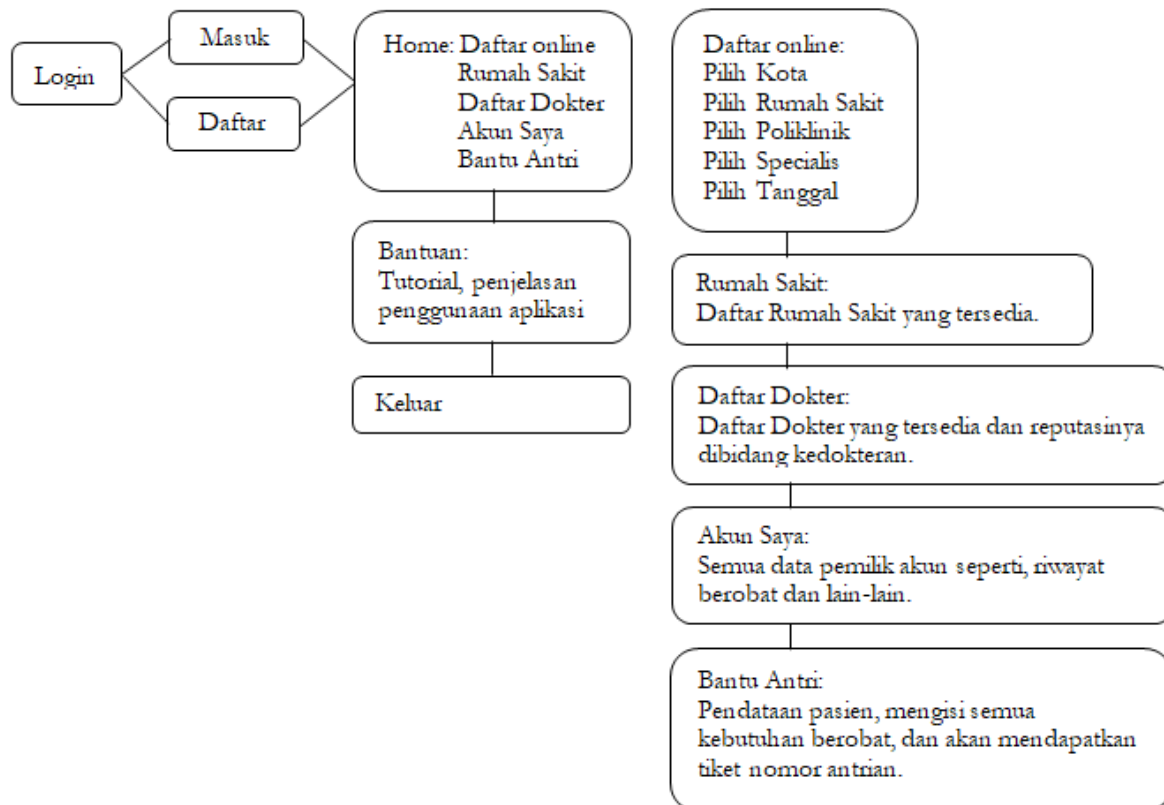 Login
Masuk
Daftar
Home: Daftar online
Rumah Sakit
Daftar Dokter
Akun Saya
Bantu Antri
Bantuan:
Tutorial, penjelasan
penggunaan aplikasi
Keluar
Daftar online:
Pilih Kota
Pilih Rumah Sakit
Pilih Poliklinik
Pilih Specialis
Pilih Tanggal
Rumah Sakit:
Daftar Rumah Sakit yang tersedia.
Daftar Dokter:
Daftar Dokter yang tersedia dan reputasinya
dibidang kedokteran.
Akun Saya:
Semua data pemilik akun seperti, riwayat
berobat dan lain-lain.
Bantu Antri:
Pendataan pasien, mengisi semua
kebutuhan berobat, dan akan mendapatkan
tiket nomor antrian.